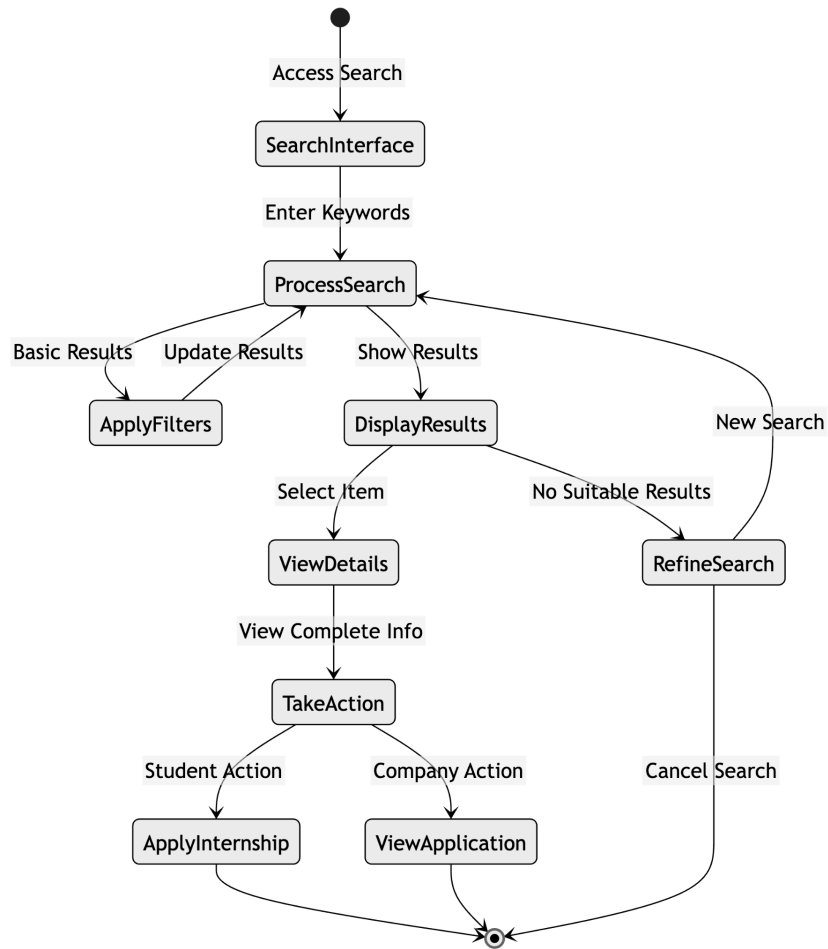 Access Search
SearchInterface
Enter Keywords
ProcessSearch
Basic Results
Update Results
Show Results
ApplyFilters
DisplayResults
New Search
Select Item
No Suitable Results
ViewDetails
RefineSearch
View Complete Info
TakeAction
Student Action
Company Action
Cancel Search
ApplyInternship
ViewApplication